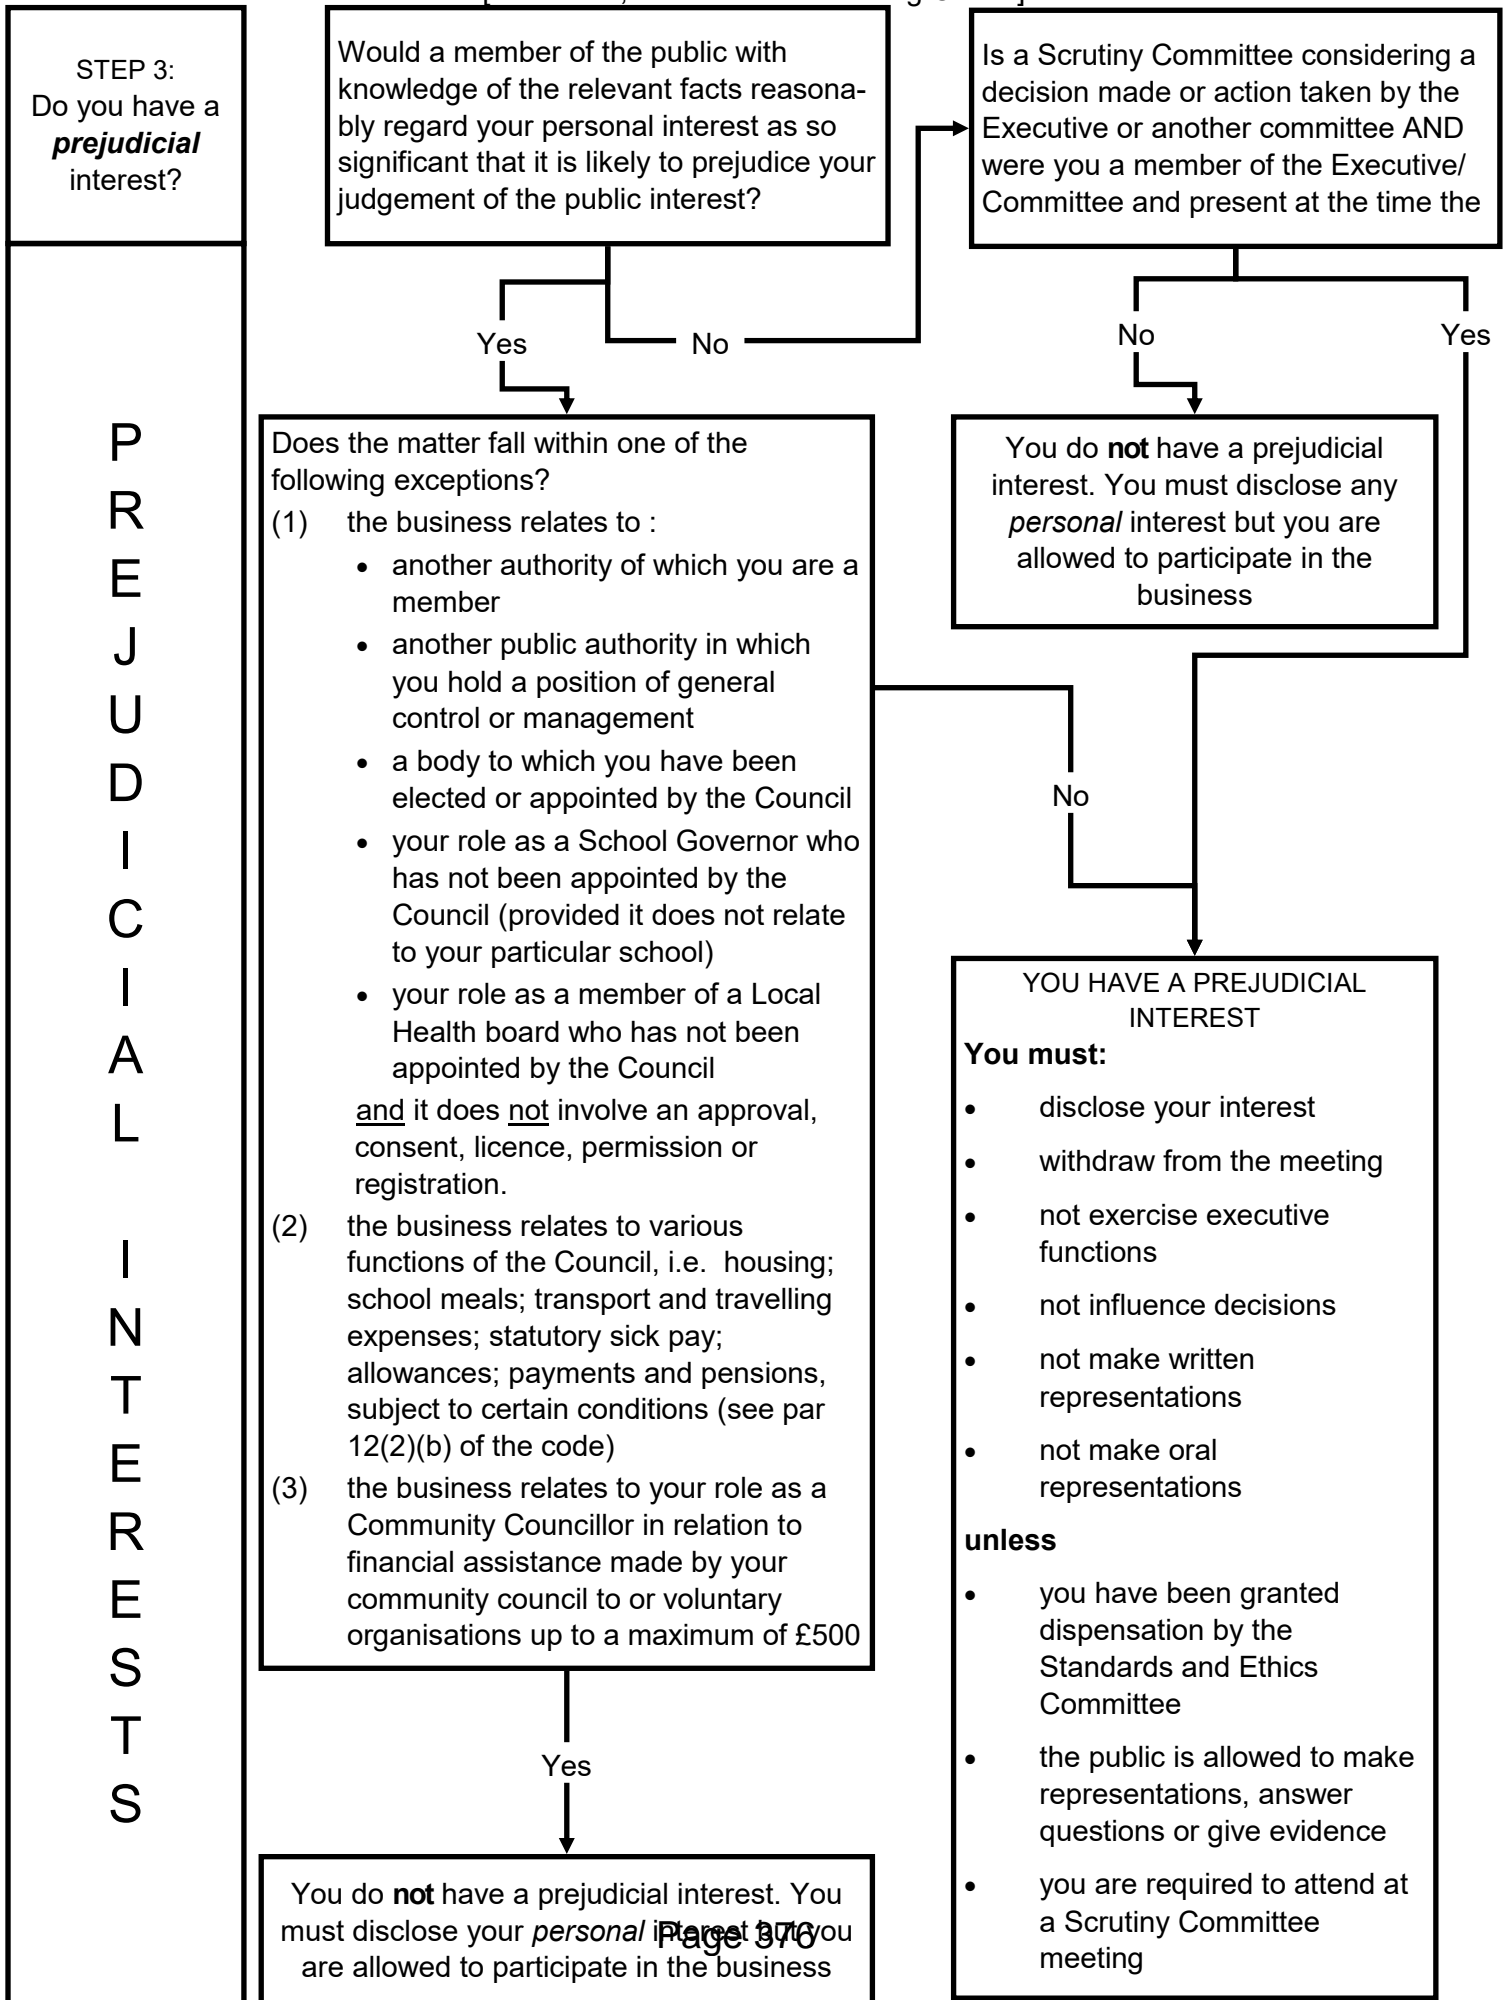 STEP 3:
Do you have a
prejudicial
interest?
P
R
E
J
U
D
I
C
I
A
L
I
N
T
E
R
E
S
T
S
Would a member of the public with
knowledge of the relevant facts reasona-
bly regard your personal interest as so
significant that it is likely to prejudice your
judgement of the public interest?
Is a Scrutiny Committee considering a
decision made or action taken by the
Executive or another committee AND
were you a member of the Executive/
Committee and present at the time the
Yes
No
No
Yes
Does the matter fall within one of the
following exceptions?
(1) the business relates to :
• another authority of which you are a
member
• another public authority in which
you hold a position of general
control or management
• a body to which you have been
elected or appointed by the Council
• your role as a School Governor who
has not been appointed by the
Council (provided it does not relate
to your particular school)
• your role as a member of a Local
Health board who has not been
appointed by the Council
and it does not involve an approval,
consent, licence, permission or
registration.
(2) the business relates to various
functions of the Council, i.e. housing;
school meals; transport and travelling
expenses; statutory sick pay;
allowances; payments and pensions,
subject to certain conditions (see par
12(2)(b) of the code)
(3) the business relates to your role as a
Community Councillor in relation to
financial assistance made by your
community council to or voluntary
organisations up to a maximum of £500
You do not have a prejudicial
interest. You must disclose any
personal interest but you are
allowed to participate in the
business
No
YOU HAVE A PREJUDICIAL
INTEREST
You must:
• disclose your interest
• withdraw from the meeting
• not exercise executive
functions
• not influence decisions
• not make written
representations
• not make oral
representations
unless
• you have been granted
dispensation by the
Standards and Ethics
Committee
• the public is allowed to make
representations, answer
questions or give evidence
• you are required to attend at
a Scrutiny Committee
meeting
Yes
You do not have a prejudicial interest. You
must disclose your personal interest but you
are allowed to participate in the business
Page 376